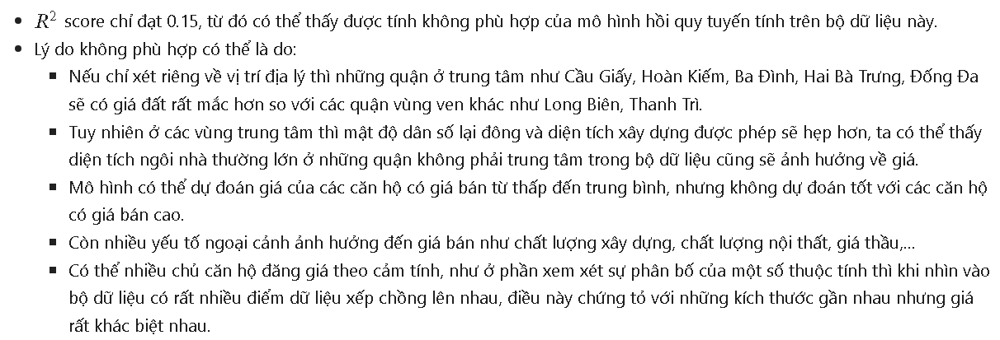 • R² score chỉ đạt 0.15, từ đó có thể thấy được tính không phù hợp của mô hình hồi quy tuyến tính trên bộ dữ liệu này.
• Lý do không phù hợp có thể là do:
▪ Nếu chỉ xét riêng về vị trí địa lý thì những quận ở trung tâm như Cầu Giấy, Hoàn Kiếm, Ba Đình, Hai Bà Trưng, Đống Đa
sẽ có giá đất rất mắc hơn so với các quận vùng ven khác như Long Biên, Thanh Trì.
▪ Tuy nhiên ở các vùng trung tâm thì mật độ dân số lại đông và diện tích xây dựng được phép sẽ hẹp hơn, ta có thể thấy
diện tích ngôi nhà thường lớn ở những quận không phải trung tâm trong bộ dữ liệu cũng sẽ ảnh hưởng về giá.
▪ Mô hình có thể dự đoán giá của các căn hộ có giá bán từ thấp đến trung bình, nhưng không dự đoán tốt với các căn hộ
có giá bán cao.
▪ Còn nhiều yếu tố ngoại cảnh ảnh hưởng đến giá bán như chất lượng xây dựng, chất lượng nội thất, giá thầu,...
▪ Có thể nhiều chủ căn hộ đăng giá theo cảm tính, như ở phần xem xét sự phân bố của một số thuộc tính thì khi nhìn vào
bộ dữ liệu có rất nhiều điểm dữ liệu xếp chồng lên nhau, điều này chứng tỏ với những kích thước gần nhau nhưng giá
rất khác biệt nhau.